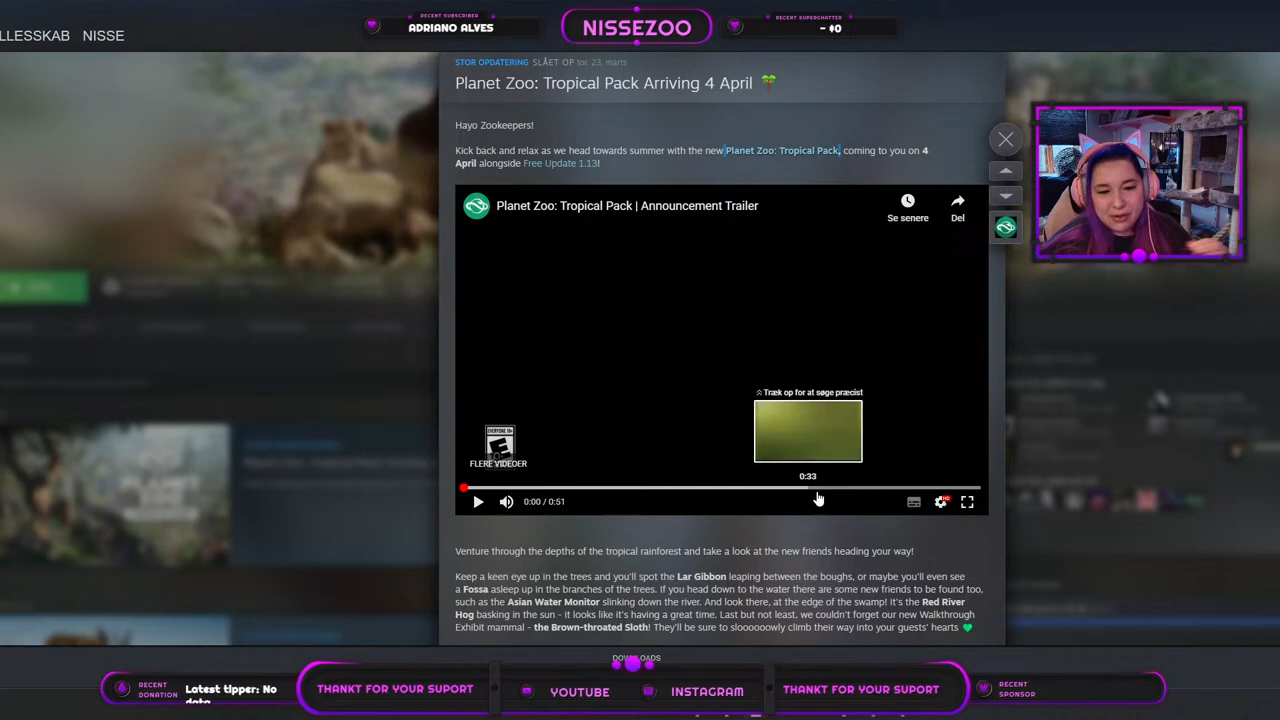 RECENT SUBSCRIBER
ADRIANO ALVES
NISSEZOO
RECENT SUPERCHATTER
- $0
LLESSKAB NISSE
STOR OPDATERING SLÅET OP tor. 23. marts
Planet Zoo: Tropical Pack Arriving 4 April
Hayo Zookeepers!
Kick back and relax as we head towards summer with the new Planet Zoo: Tropical Pack, coming to you on 4
April alongside Free Update 1.13!
Planet Zoo: Tropical Pack | Announcement Trailer
Se senere
Del
Træk op for at søge præcist
EVERYONE 10+
E
FLERE VIDEOER
0:33
0:00 / 0:51
HD
Venture through the depths of the tropical rainforest and take a look at the new friends heading your way!
Keep a keen eye up in the trees and you'll spot the Lar Gibbon leaping between the boughs, or maybe you'll even see
a Fossa asleep up in the branches of the trees. If you head down to the water there are some new friends to be found too,
such as the Asian Water Monitor slinking down the river. And look there, at the edge of the swamp! It's the Red River
Hog basking in the sun - it looks like it's having a great time. Last but not least, we couldn't forget our new Walkthrough
Exhibit mammal - the Brown-throated Sloth! They'll be sure to slooooooowly climb their way into your guests' hearts
RECENT
DONATION
Latest tipper: No
data
THANKT FOR YOUR SUPORT
YOUTUBE
INSTAGRAM
THANKT FOR YOUR SUPORT
RECENT
SPONSOR